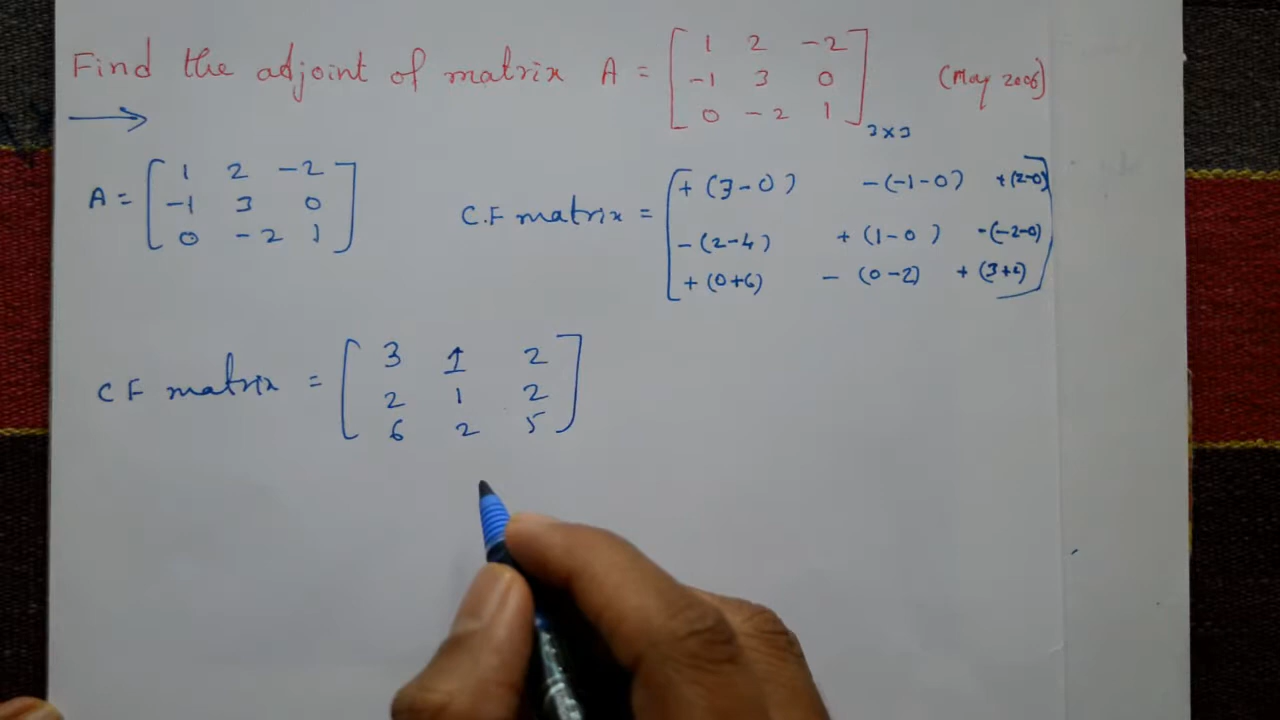 Find the adjoint of matrix A = [ 1 2 -2 (May 2006)
-1 3 0
0 -2 1 ] 3×3
A = [ 1 2 -2
-1 3 0
0 -2 1 ]
C.F matrix = [ +(3-0) -(-1-0) +(2-0)
-(2-4) +(1-0) -(-2-0)
+(0+6) -(0-2) +(3+2) ]
CF matrix = [ 3 1 2
2 1 2
6 2 5 ]